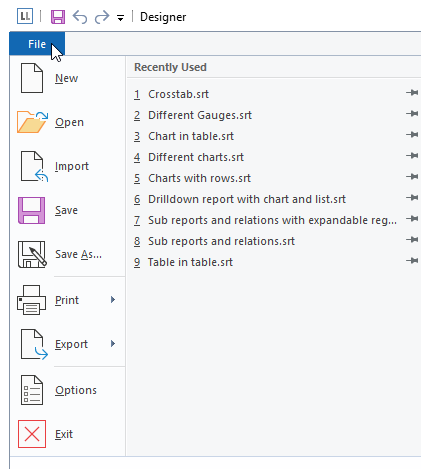 LL Designer
File
Recently Used
New
Open
Import
Save
Save As...
Print
Export
Options
Exit
1 Crosstab.srt
2 Different Gauges.srt
3 Chart in table.srt
4 Different charts.srt
5 Charts with rows.srt
6 Drilldown report with chart and list.srt
7 Sub reports and relations with expandable reg...
8 Sub reports and relations.srt
9 Table in table.srt